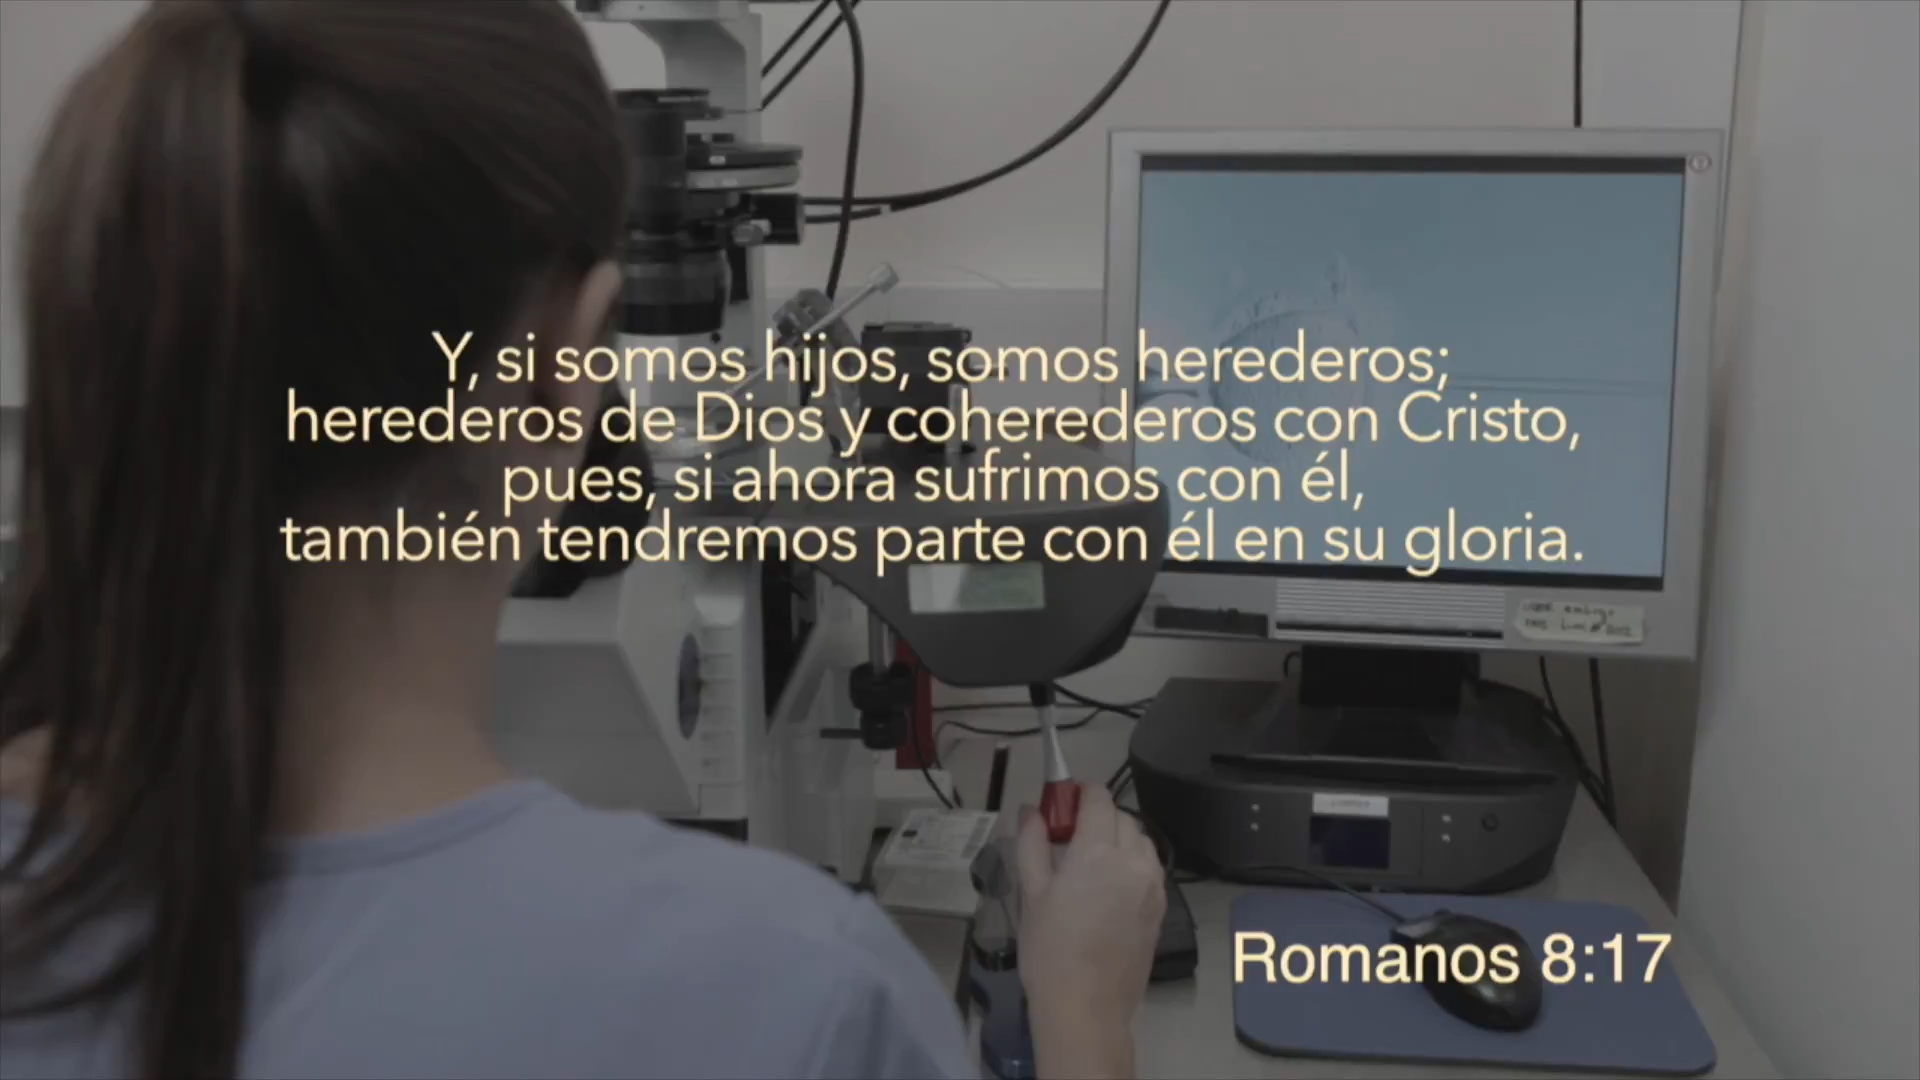 Y, si somos hijos, somos herederos;
herederos de Dios y coherederos con Cristo,
pues, si ahora sufrimos con él,
también tendremos parte con él en su gloria.
Romanos 8:17